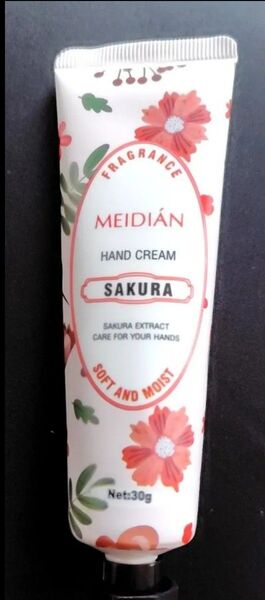 FRAGRANCE
MEIDIÁN
HAND CREAM
SAKURA
SAKURA EXTRACT
CARE FOR YOUR HANDS
SOFT AND MOIST
Net:30g